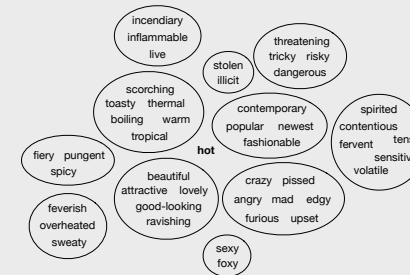 incendiary
inflammable
live
stolen
illicit
threatening
tricky risky
dangerous
scorching
toasty thermal
boiling warm
tropical
contemporary
popular newest
fashionable
spirited
contentious
fervent
volatile
fiery pungent
spicy
hot
beautiful
attractive lovely
good-looking
ravishing
crazy pissed
angry mad edgy
furious upset
feverish
overheated
sweaty
sexy
foxy